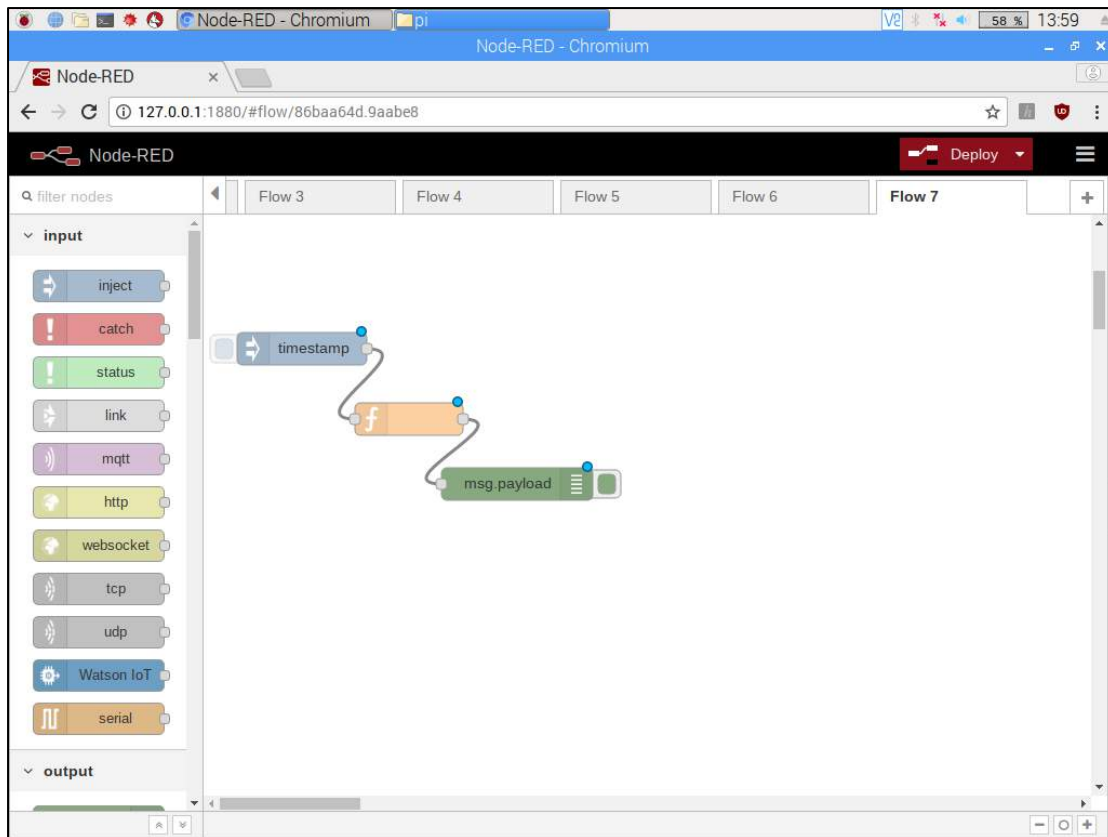 Node-RED - Chromium
pi
58 %
13:59
Node-RED - Chromium
Node-RED
127.0.0.1:1880/#flow/86baa64d.9aabe8
Node-RED
Deploy
filter nodes
Flow 3
Flow 4
Flow 5
Flow 6
Flow 7
input
inject
catch
status
link
mqtt
http
websocket
tcp
udp
Watson IoT
serial
output
timestamp
f
msg.payload